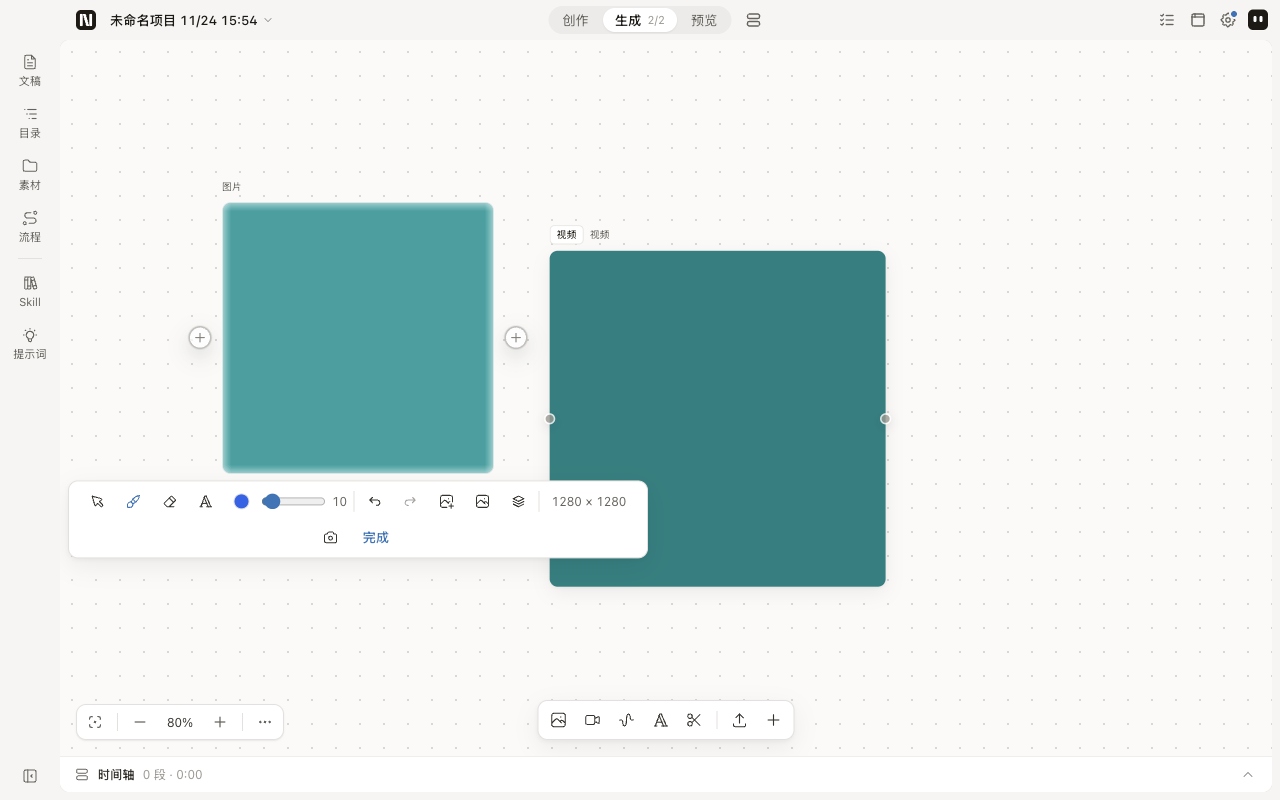 未命名项目 11/24 15:54
创作 生成 2/2 预览
文稿
目录
素材
流程
Skill
提示词
图片
视频 视频
10
1280 × 1280
完成
80%
时间轴 0 段 · 0:00